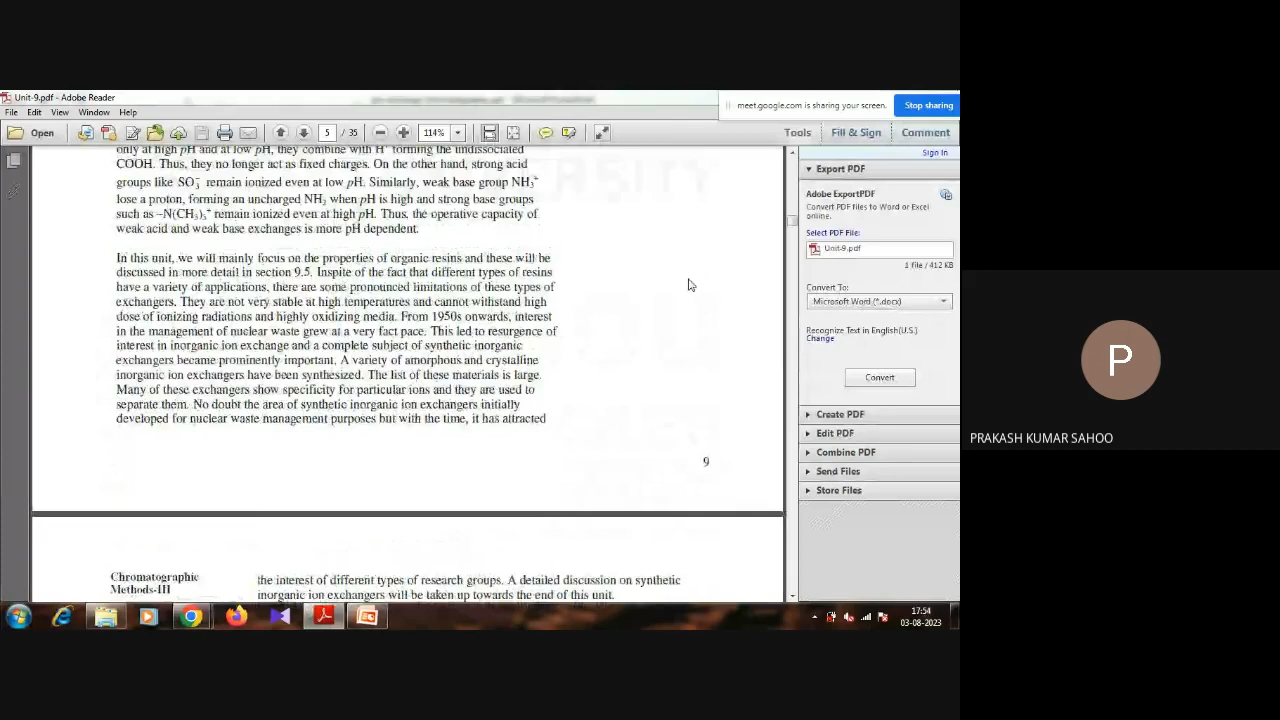 Unit-9.pdf - Adobe Reader
meet.google.com is sharing your screen.
Stop sharing
File Edit View Window Help
Open
5 / 35
114%
Tools
Fill & Sign
Comment
Sign In
only at high pH and at low pH, they combine with H+ forming the undissociated
COOH. Thus, they no longer act as fixed charges. On the other hand, strong acid
groups like SO3- remain ionized even at low pH. Similarly, weak base group NH3+
lose a proton, forming an uncharged NH3 when pH is high and strong base groups
such as –N(CH3)3+ remain ionized even at high pH. Thus, the operative capacity of
weak acid and weak base exchanges is more pH dependent.
In this unit, we will mainly focus on the properties of organic resins and these will be
discussed in more detail in section 9.5. Inspite of the fact that different types of resins
have a variety of applications, there are some pronounced limitations of these types of
exchangers. They are not very stable at high temperatures and cannot withstand high
dose of ionizing radiations and highly oxidizing media. From 1950s onwards, interest
in the management of nuclear waste grew at a very fact pace. This led to resurgence of
interest in inorganic ion exchange and a complete subject of synthetic inorganic
exchangers became prominently important. A variety of amorphous and crystalline
inorganic ion exchangers have been synthesized. The list of these materials is large.
Many of these exchangers show specificity for particular ions and they are used to
separate them. No doubt the area of synthetic inorganic ion exchangers initially
developed for nuclear waste management purposes but with the time, it has attracted
9
Chromatographic
Methods-III
the interest of different types of research groups. A detailed discussion on synthetic
inorganic ion exchangers will be taken up towards the end of this unit.
Export PDF
Adobe ExportPDF
Convert PDF files to Word or Excel
online.
Select PDF File:
Unit-9.pdf
1 file / 412 KB
Convert To:
Microsoft Word (*.docx)
Recognize Text in English(U.S.)
Change
Convert
Create PDF
Edit PDF
Combine PDF
Send Files
Store Files
17:54
03-08-2023
P
PRAKASH KUMAR SAHOO